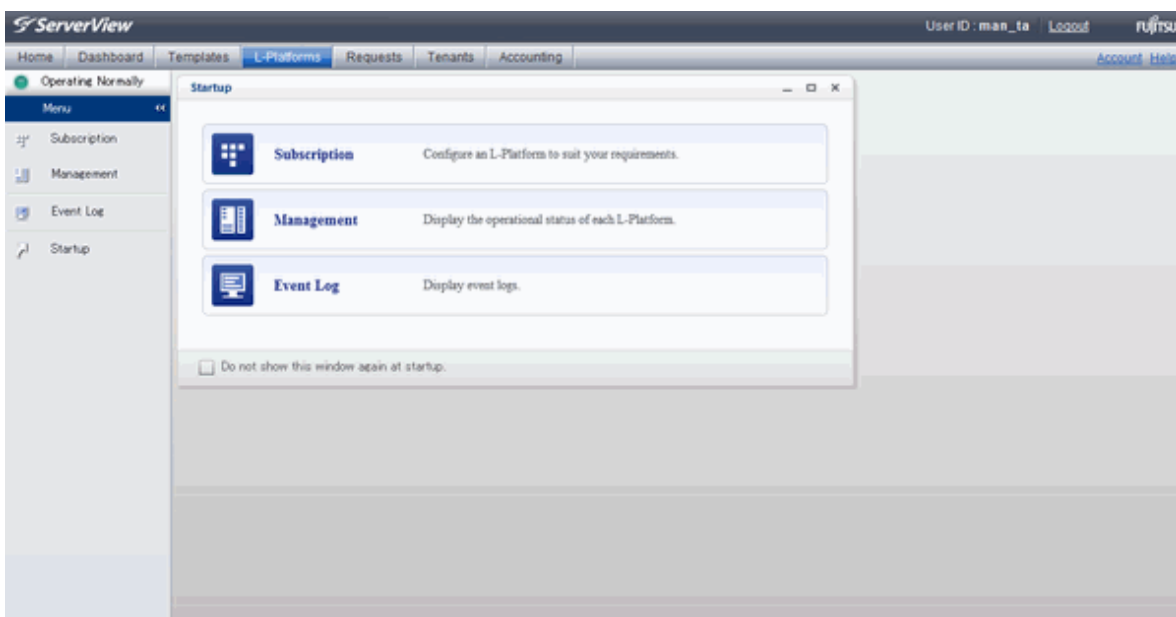 ServerView
User ID : man_ta Logout FUJITSU
Home Dashboard Templates L-Platforms Requests Tenants Accounting Account Help
Operating Normally
Menu
Subscription
Management
Event Log
Startup
Startup
Subscription Configure an L-Platform to suit your requirements.
Management Display the operational status of each L-Platform.
Event Log Display event logs.
Do not show this window again at startup.